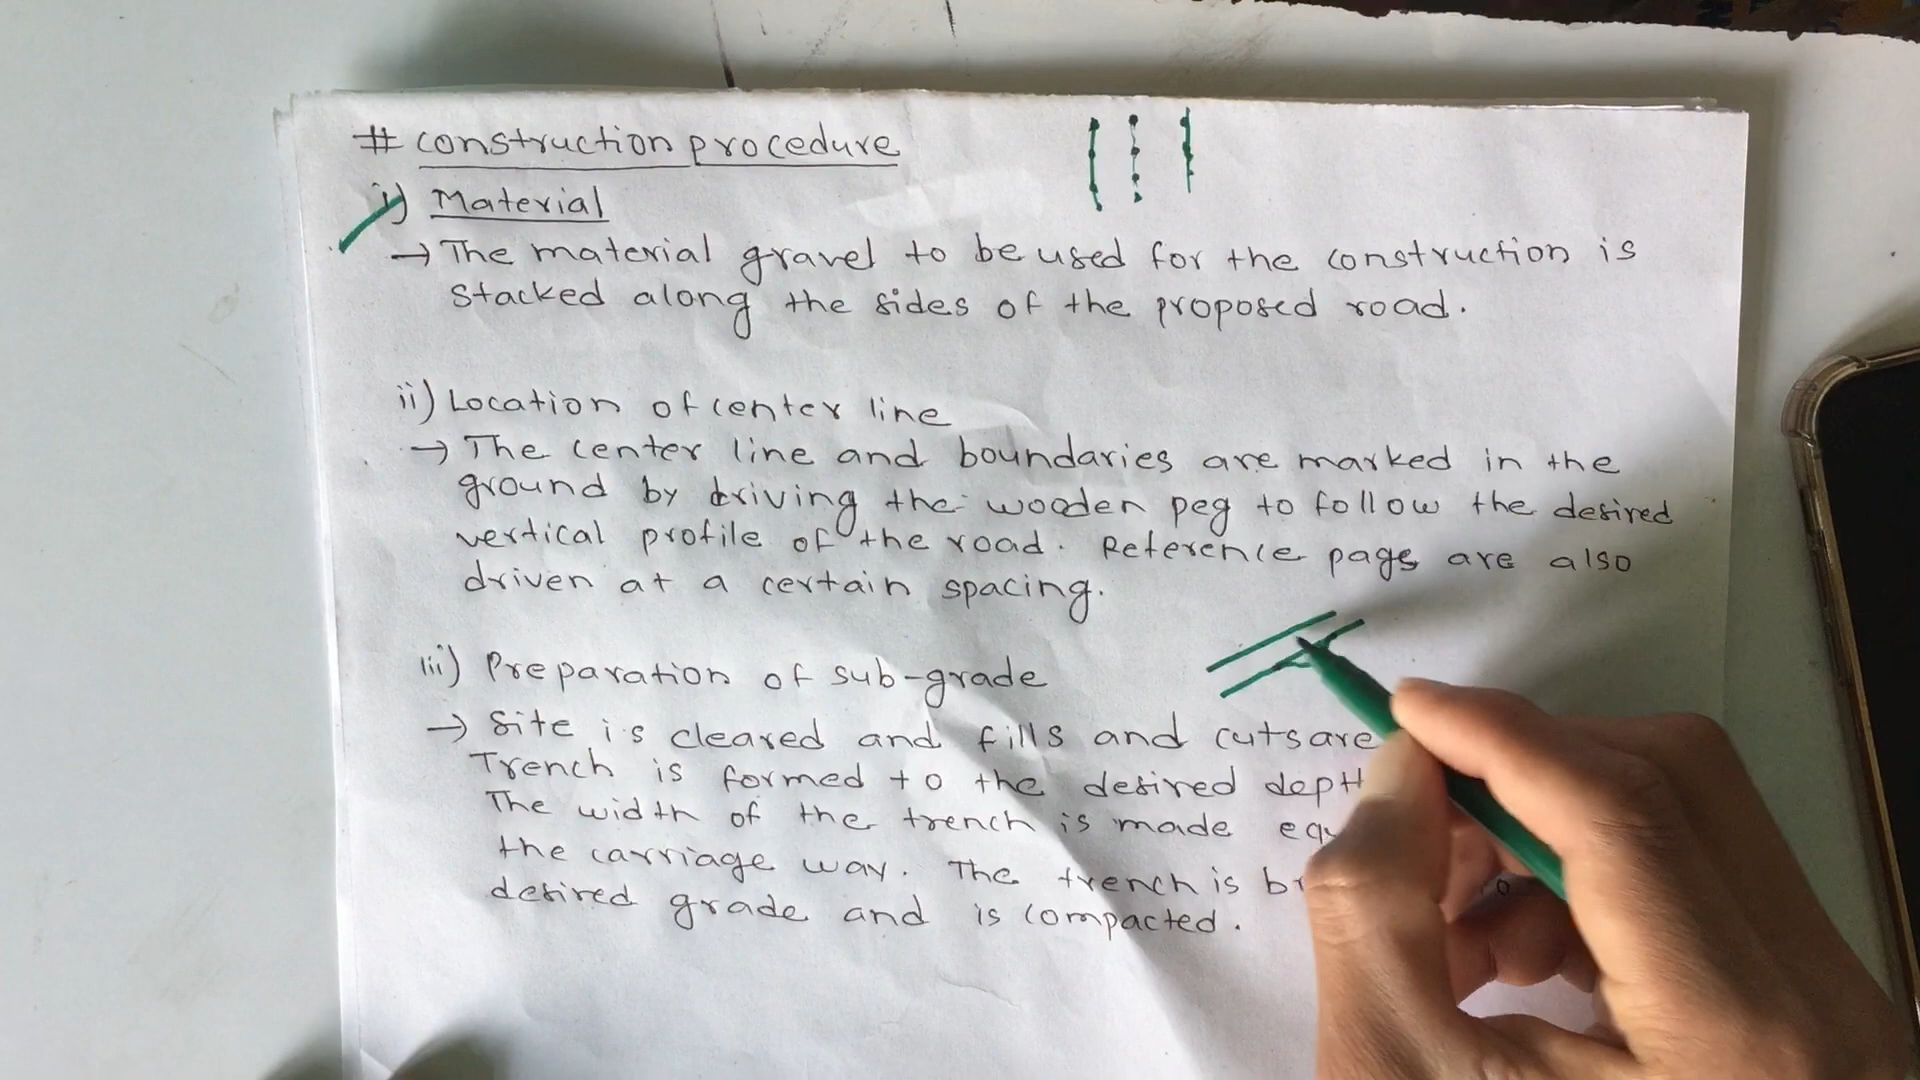 # construction procedure
i) Material
→ The material gravel to be used for the construction is
stacked along the sides of the proposed road.
ii) Location of center line
→ The center line and boundaries are marked in the
ground by driving the wooden peg to follow the desired
vertical profile of the road. Reference pags are also
driven at a certain spacing.
iii) Preparation of sub-grade
→ Site is cleared and fills and cuts are
Trench is formed to the desired
The width of the trench is made
the carriage way. The trench is
desired grade and is compacted.